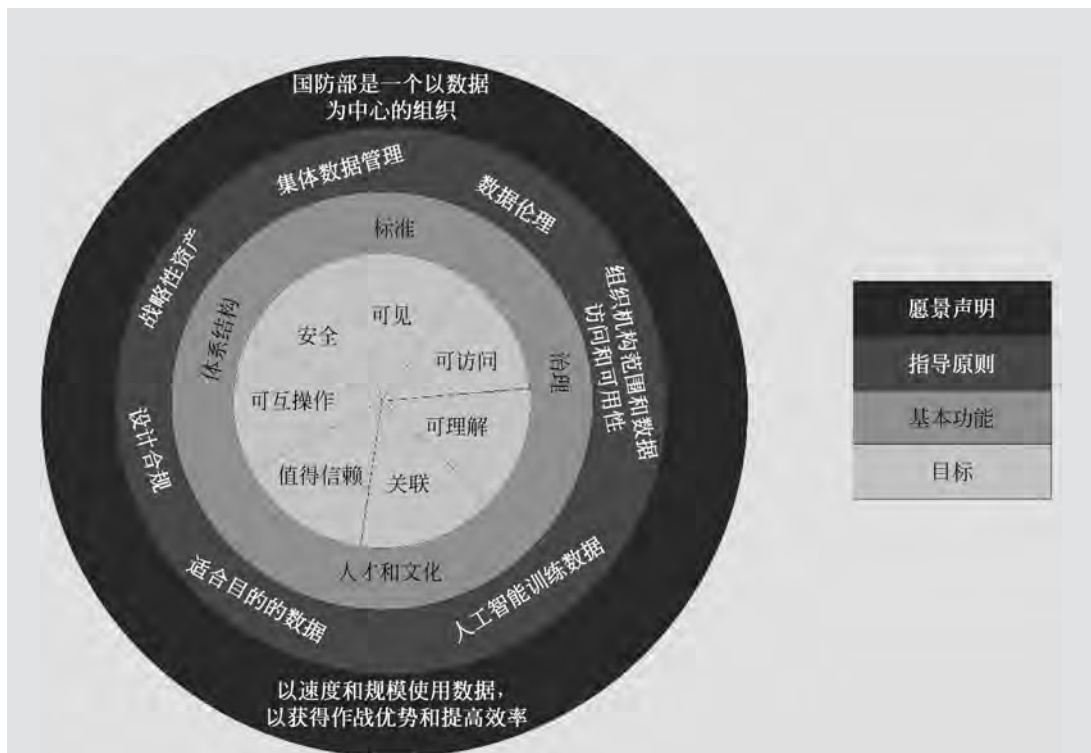 国防部是一个以数据
为中心的组织
集体数据管理
数据伦理
战略性资产
组织机构范围和数据
访问和可用性
设计合规
适合目的的数据
人工智能训练数据
标准
体系结构
治理
人才和文化
可见
安全
可访问
可互操作
可理解
值得信赖
关联
以速度和规模使用数据，
以获得作战优势和提高效率
愿景声明
指导原则
基本功能
目标